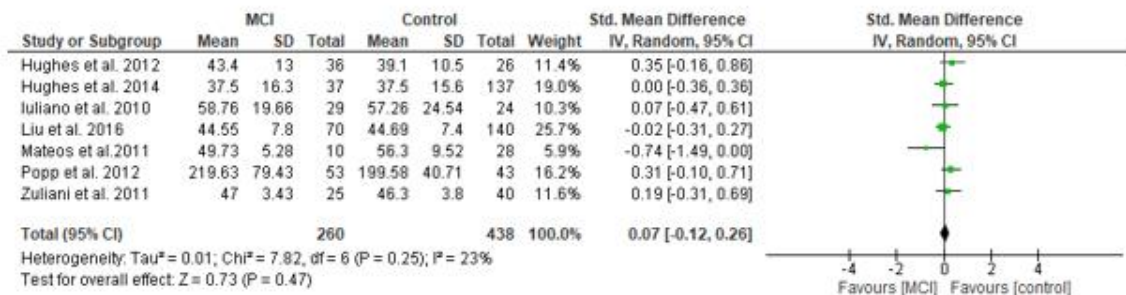 MCI Control Std. Mean Difference Std. Mean Difference
Study or Subgroup Mean SD Total Mean SD Total Weight IV, Random, 95% CI IV, Random, 95% CI
Hughes et al. 2012 43.4 13 36 39.1 10.5 26 11.4% 0.35 [-0.16, 0.86]
Hughes et al. 2014 37.5 16.3 37 37.5 15.6 137 19.0% 0.00 [-0.36, 0.36]
Iuliano et al. 2010 58.76 19.66 29 57.26 24.54 24 10.3% 0.07 [-0.47, 0.61]
Liu et al. 2016 44.55 7.8 70 44.69 7.4 140 25.7% -0.02 [-0.31, 0.27]
Mateos et al.2011 49.73 5.28 10 56.3 9.52 28 5.9% -0.74 [-1.49, 0.00]
Popp et al. 2012 219.63 79.43 53 199.58 40.71 43 16.2% 0.31 [-0.10, 0.71]
Zuliani et al. 2011 47 3.43 25 46.3 3.8 40 11.6% 0.19 [-0.31, 0.69]
Total (95% CI) 260 438 100.0% 0.07 [-0.12, 0.26]
Heterogeneity: Tau² = 0.01; Chi² = 7.82, df = 6 (P = 0.25); I² = 23%
Test for overall effect: Z = 0.73 (P = 0.47)
-4 -2 0 2 4
Favours [MCI] Favours [control]